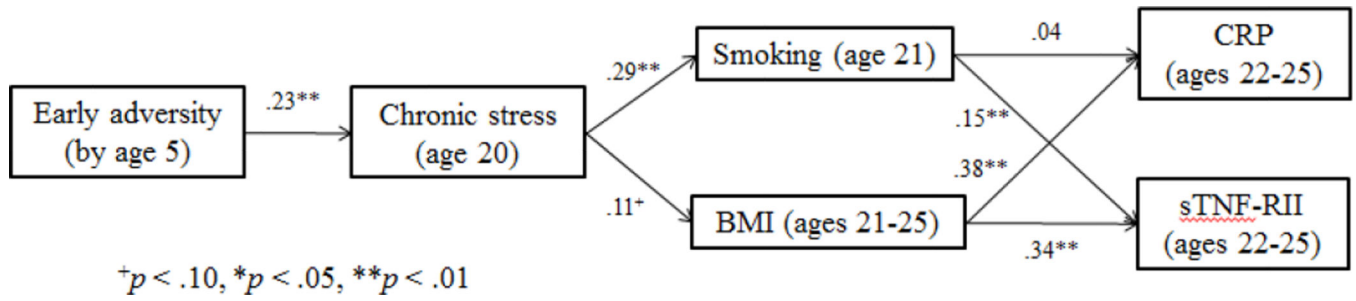 Early adversity
(by age 5)
.23**
Chronic stress
(age 20)
.29**
.11⁺
Smoking (age 21)
BMI (ages 21-25)
.04
.15**
.38**
.34**
CRP
(ages 22-25)
sTNF-RII
(ages 22-25)
⁺p < .10, *p < .05, **p < .01